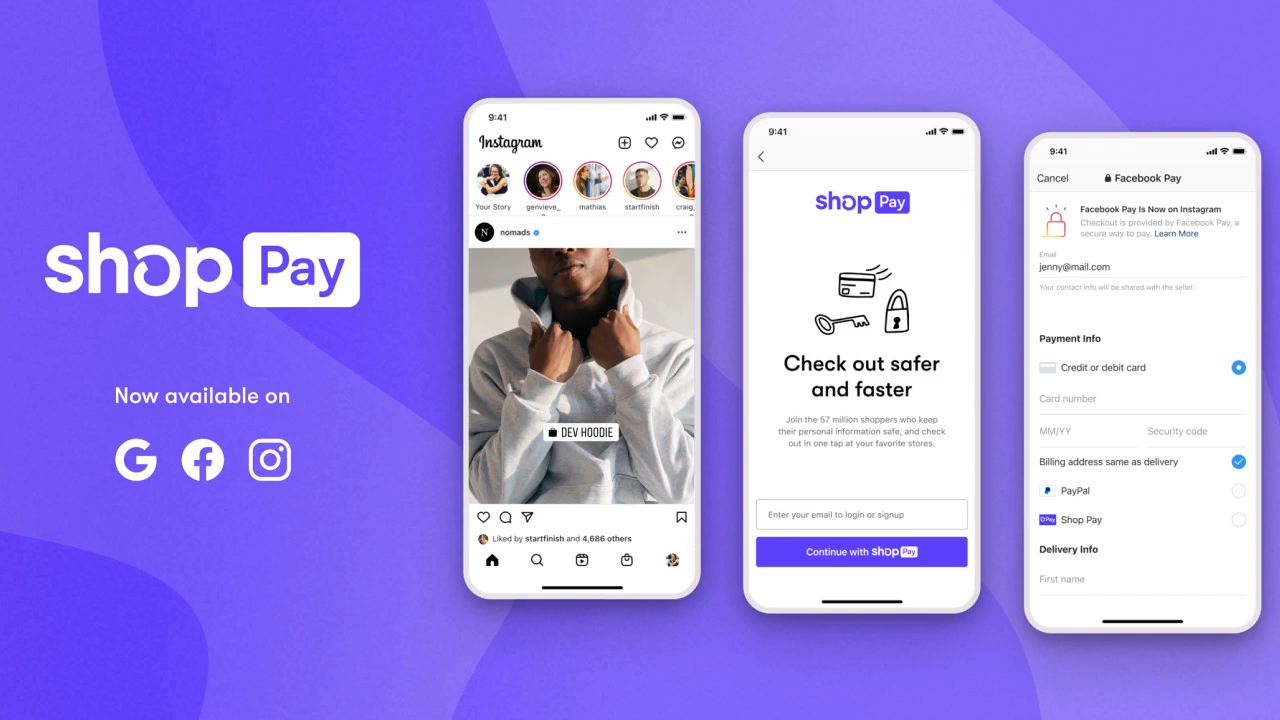 shop Pay
Now available on
9:41
Instagram
Your Story
genvieve_
mathias
startfinish
craig_
N
nomads
DEV HOODIE
Liked by startfinish and 4,686 others
9:41
shop Pay
Check out safer
and faster
Join the 57 million shoppers who keep
their personal information safe, and check
out in one tap at your favorite stores.
Enter your email to login or signup
Continue with shop Pay
9:41
Cancel
Facebook Pay
Facebook Pay Is Now on Instagram
Checkout is provided by Facebook Pay, a
secure way to pay. Learn More
Email
jenny@mail.com
Your contact info will be shared with the seller.
Payment Info
Credit or debit card
Card number
MM/YY
Security code
Billing address same as delivery
PayPal
Shop Pay
Delivery Info
First name